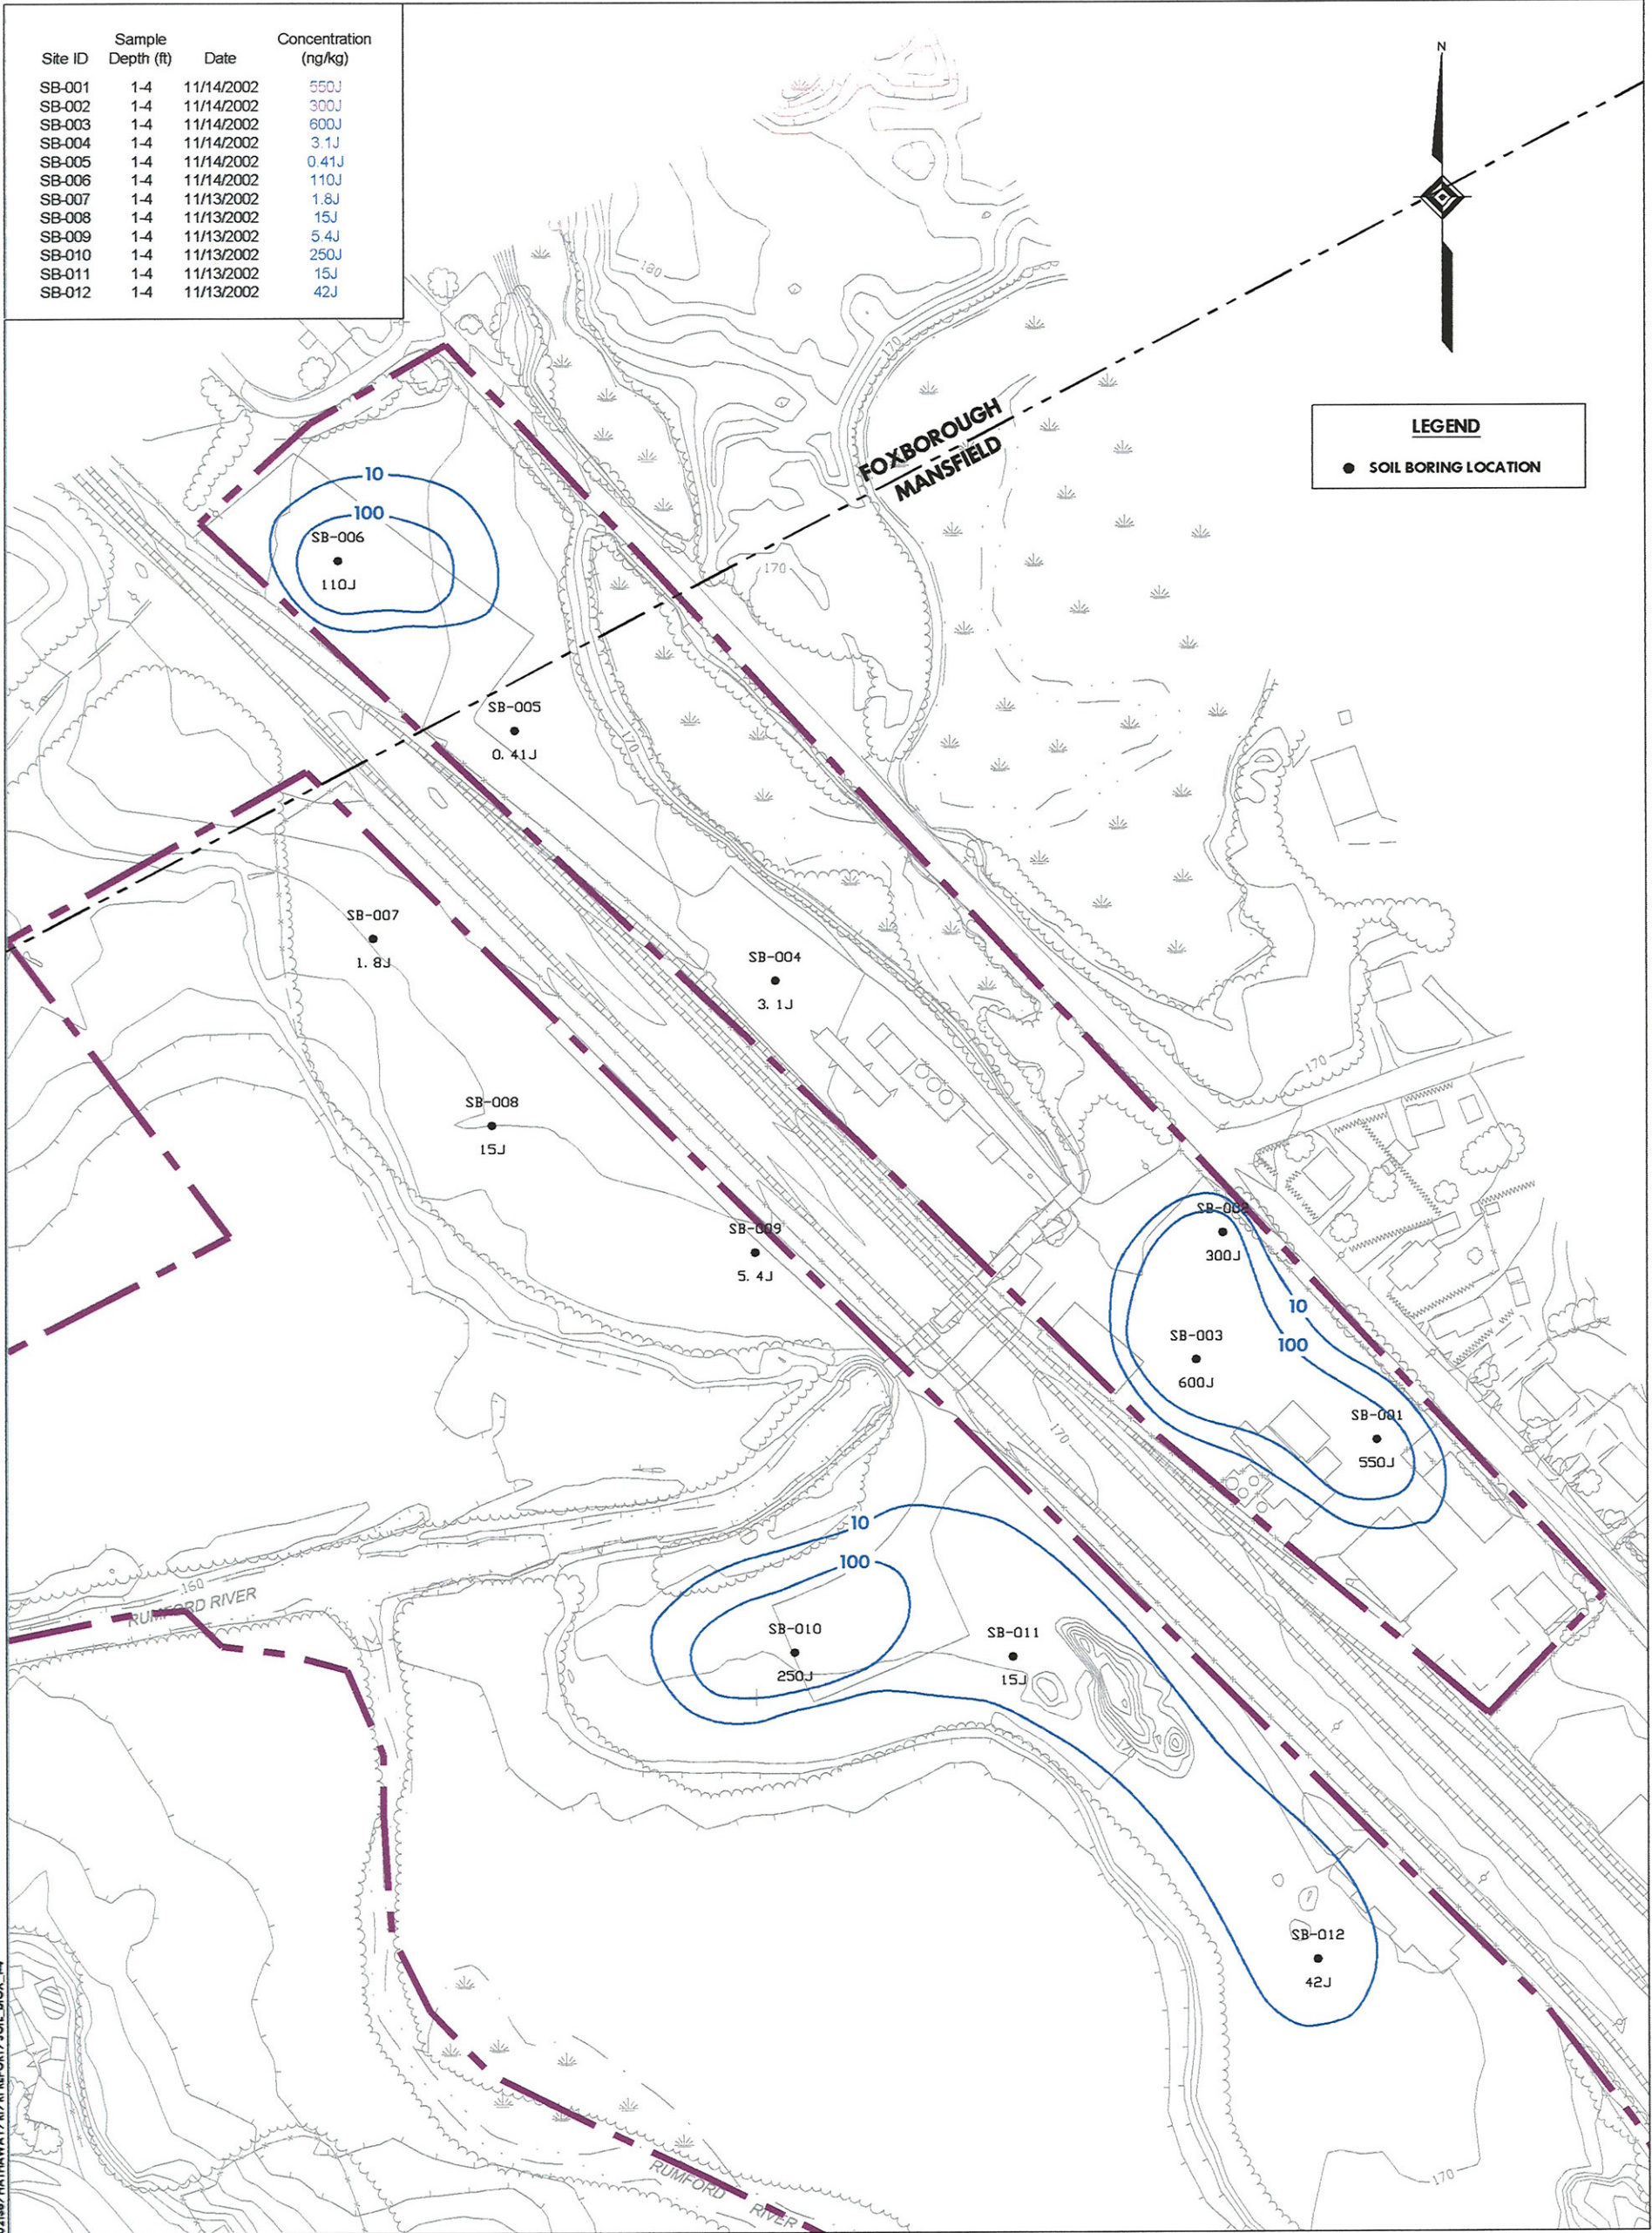 Sample Concentration
Site ID Depth (ft) Date (ng/kg)
SB-001 1-4 11/14/2002 550J
SB-002 1-4 11/14/2002 300J
SB-003 1-4 11/14/2002 600J
SB-004 1-4 11/14/2002 3.1J
SB-005 1-4 11/14/2002 0.41J
SB-006 1-4 11/14/2002 110J
SB-007 1-4 11/13/2002 1.8J
SB-008 1-4 11/13/2002 15J
SB-009 1-4 11/13/2002 5.4J
SB-010 1-4 11/13/2002 250J
SB-011 1-4 11/13/2002 15J
SB-012 1-4 11/13/2002 42J
N
180
170
FOXBOROUGH
MANSFIELD
LEGEND
SOIL BORING LOCATION
10
100
SB-006
110J
170
SB-005
0.41J
170
SB-007
1.8J
SB-004
3.1J
170
SB-008
15J
SB-002
300J
SB-009
5.4J
10
100
SB-003
600J
SB-001
550J
170
10
100
160
RUMFORD RIVER
SB-010
250J
SB-011
15J
SB-012
42J
170
RUMFORD RIVER